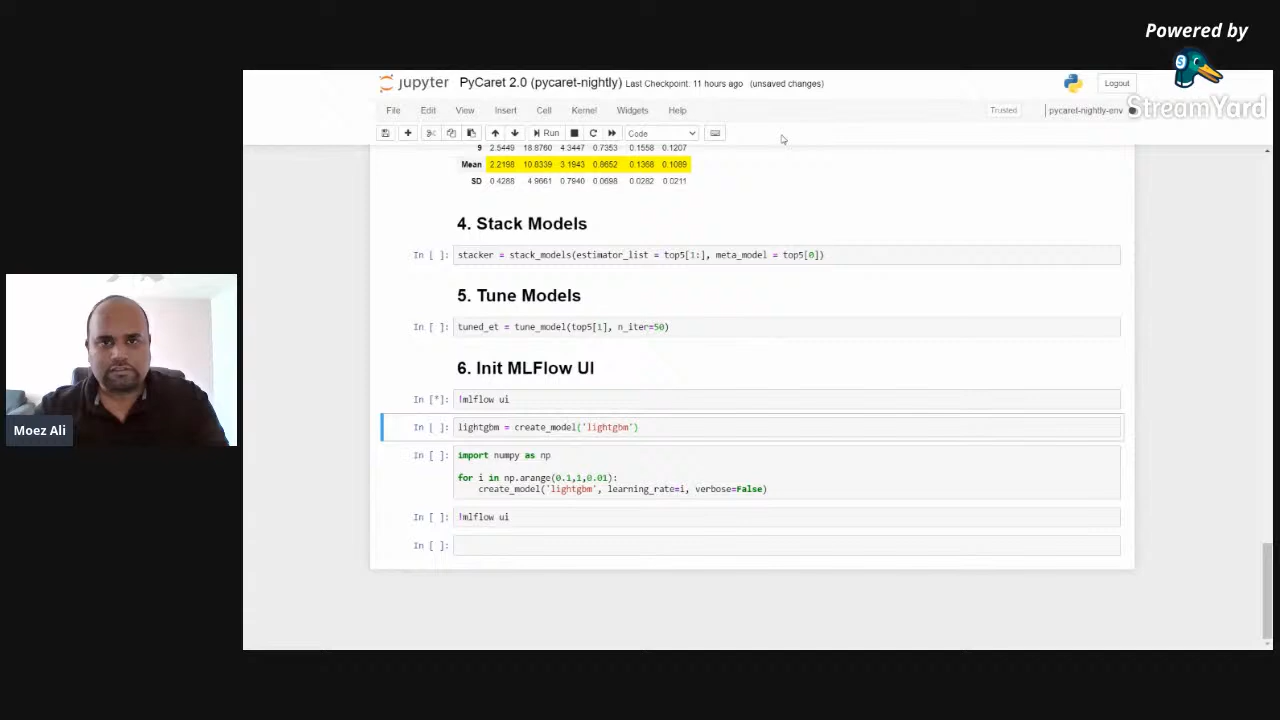 Powered by
StreamYard
jupyter PyCaret 2.0 (pycaret-nightly) Last Checkpoint: 11 hours ago (unsaved changes)
Logout
File Edit View Insert Cell Kernel Widgets Help
Trusted pycaret-nightly-env
Run Code
9 2.5449 18.8760 4.3447 0.7353 0.1558 0.1207
Mean 2.2198 10.8339 3.1943 0.8652 0.1368 0.1089
SD 0.4288 4.9661 0.7940 0.0698 0.0282 0.0211
4. Stack Models
In [ ]: stacker = stack_models(estimator_list = top5[1:], meta_model = top5[0])
5. Tune Models
In [ ]: tuned_et = tune_model(top5[1], n_iter=50)
6. Init MLFlow UI
In [*]: !mlflow ui
In [ ]: lightgbm = create_model('lightgbm')
In [ ]: import numpy as np
for i in np.arange(0.1,1,0.01):
create_model('lightgbm', learning_rate=i, verbose=False)
In [ ]: !mlflow ui
In [ ]:
Moez Ali